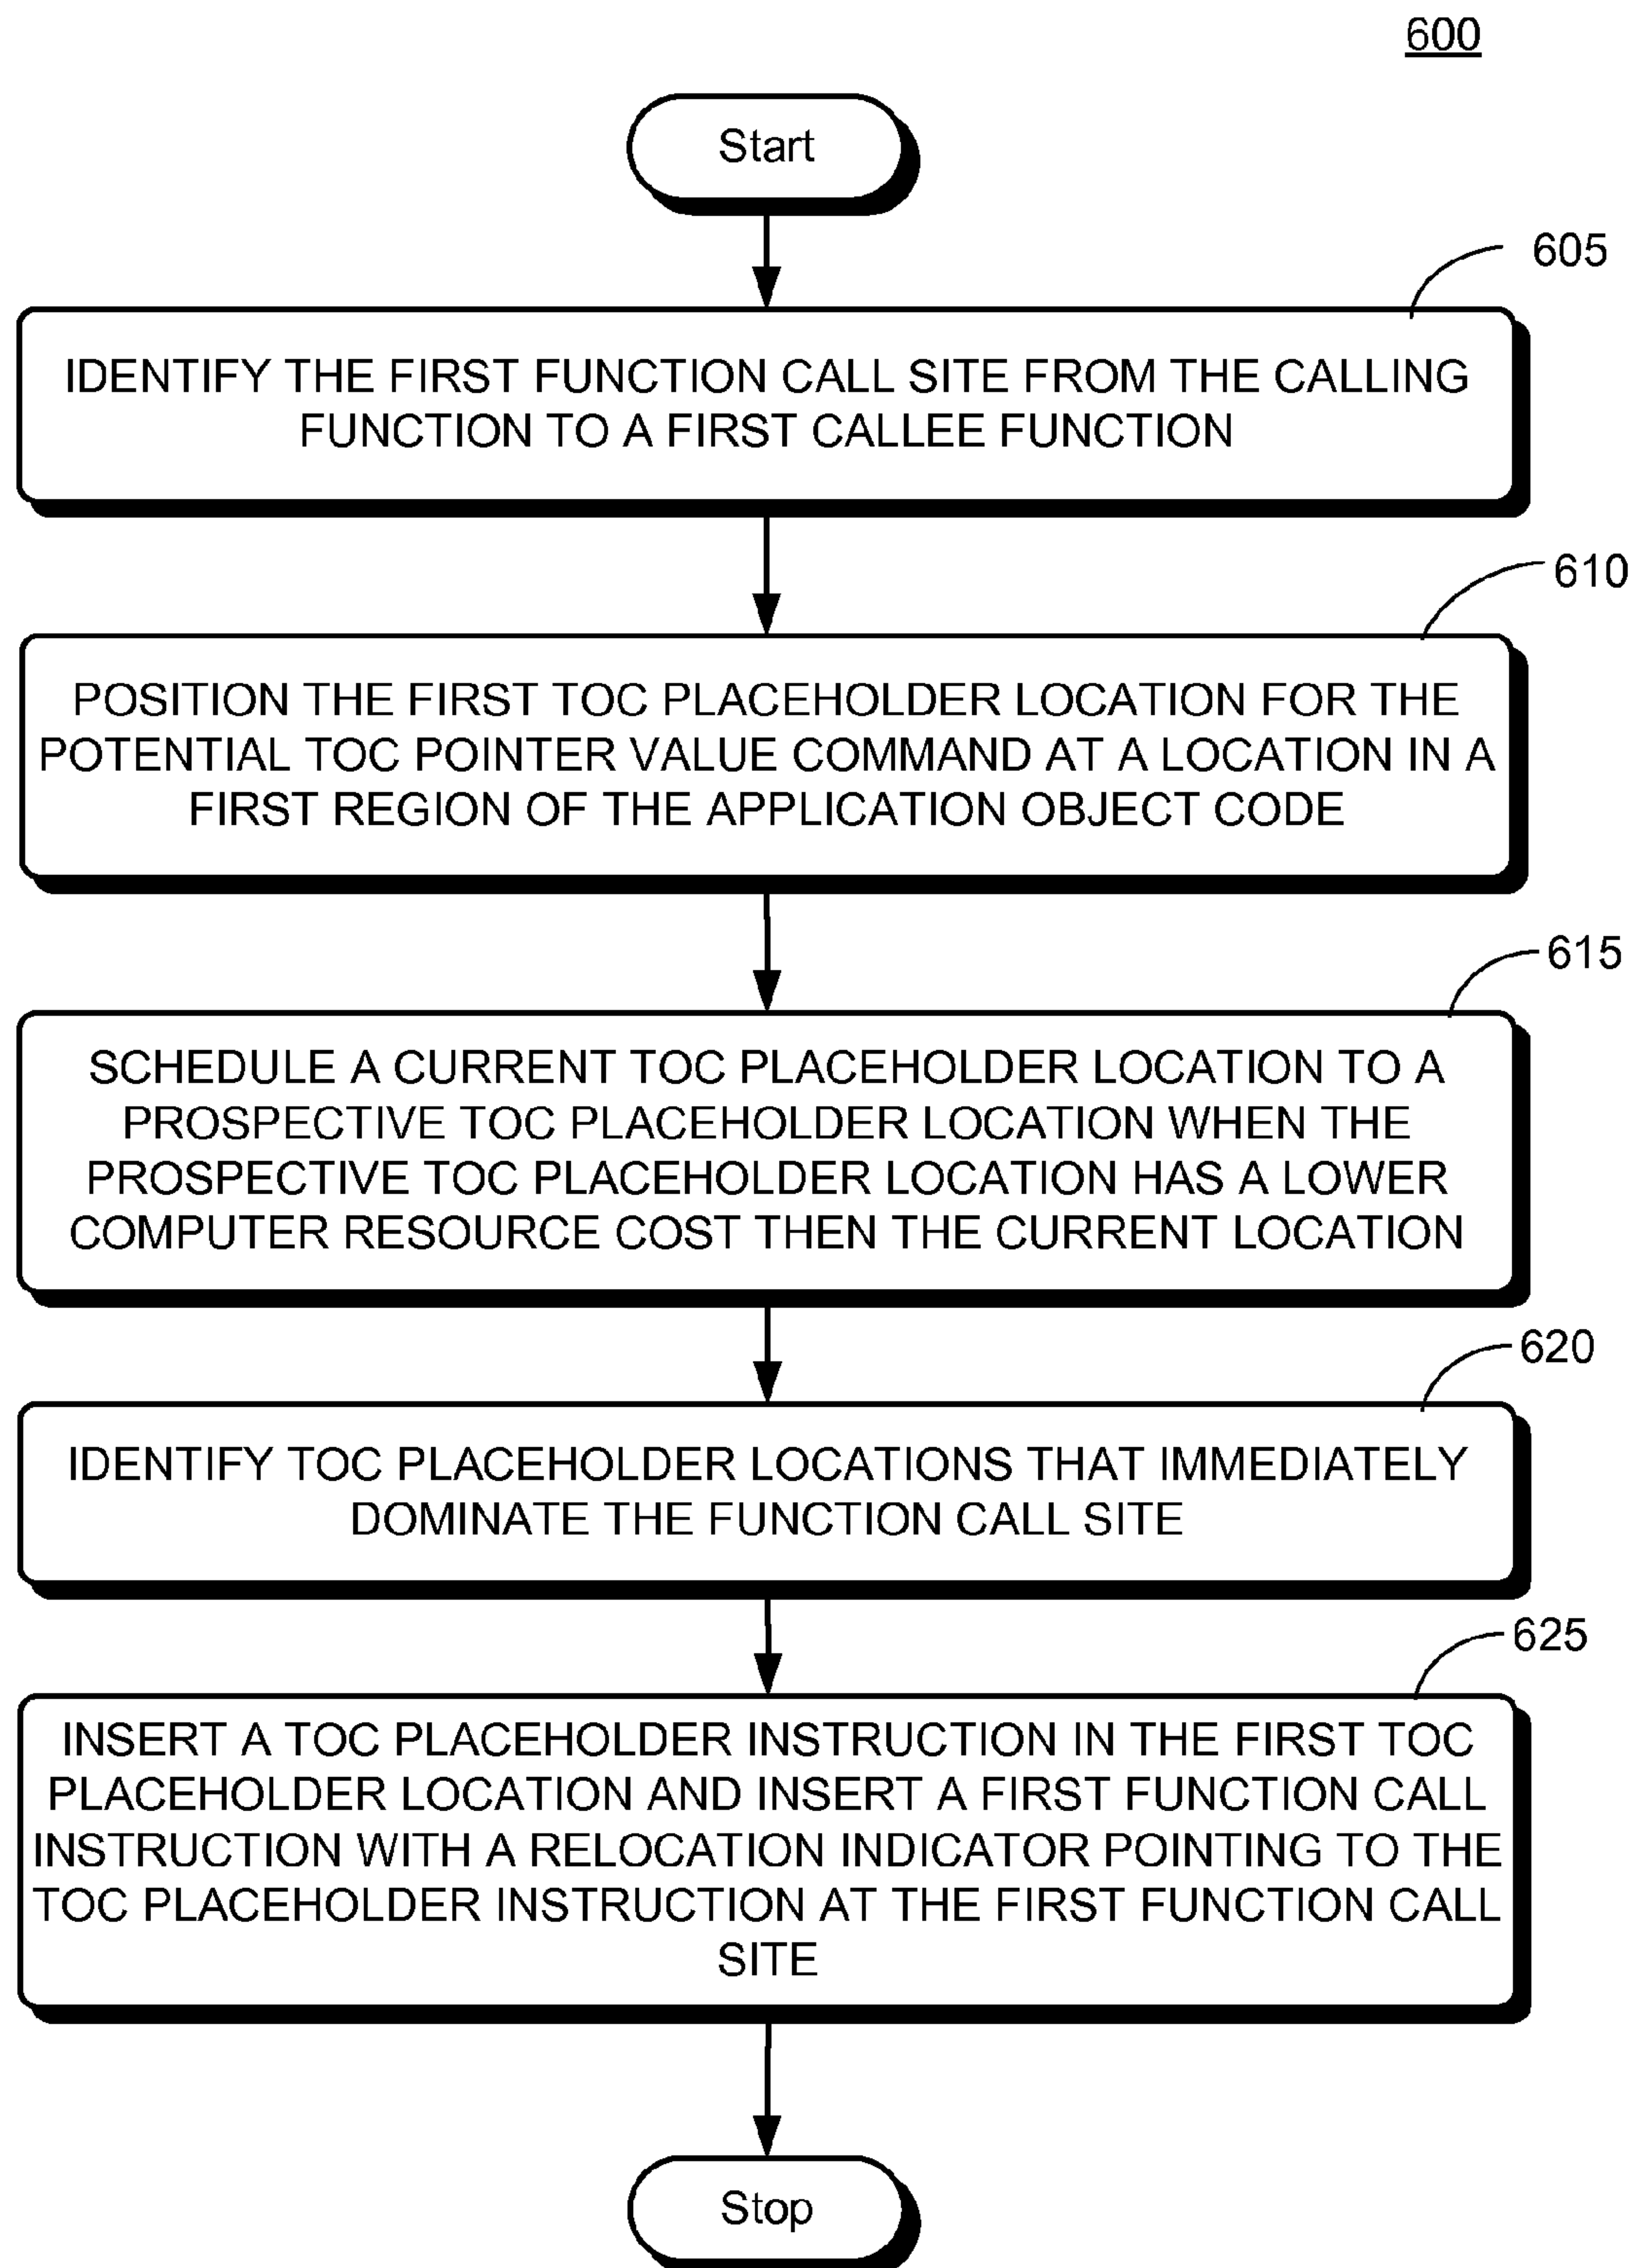 600
Start
605
IDENTIFY THE FIRST FUNCTION CALL SITE FROM THE CALLING
FUNCTION TO A FIRST CALLEE FUNCTION
610
POSITION THE FIRST TOC PLACEHOLDER LOCATION FOR THE
POTENTIAL TOC POINTER VALUE COMMAND AT A LOCATION IN A
FIRST REGION OF THE APPLICATION OBJECT CODE
615
SCHEDULE A CURRENT TOC PLACEHOLDER LOCATION TO A
PROSPECTIVE TOC PLACEHOLDER LOCATION WHEN THE
PROSPECTIVE TOC PLACEHOLDER LOCATION HAS A LOWER
COMPUTER RESOURCE COST THEN THE CURRENT LOCATION
620
IDENTIFY TOC PLACEHOLDER LOCATIONS THAT IMMEDIATELY
DOMINATE THE FUNCTION CALL SITE
625
INSERT A TOC PLACEHOLDER INSTRUCTION IN THE FIRST TOC
PLACEHOLDER LOCATION AND INSERT A FIRST FUNCTION CALL
INSTRUCTION WITH A RELOCATION INDICATOR POINTING TO THE
TOC PLACEHOLDER INSTRUCTION AT THE FIRST FUNCTION CALL
SITE
Stop